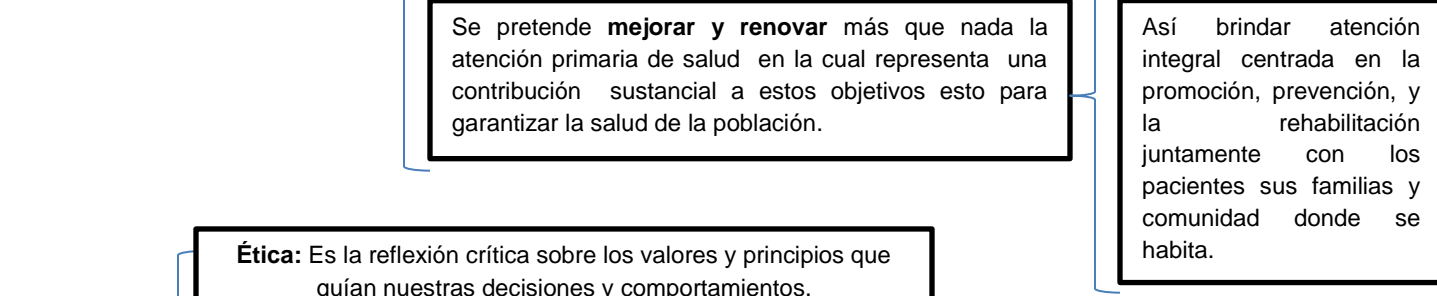 Se pretende mejorar y renovar más que nada la
atención primaria de salud en la cual representa una
contribución sustancial a estos objetivos esto para
garantizar la salud de la población.
Así brindar atención
integral centrada en la
promoción, prevención, y
la rehabilitación
juntamente con los
pacientes sus familias y
comunidad donde se
habita.
Ética: Es la reflexión crítica sobre los valores y principios que
guían nuestras decisiones y comportamientos.